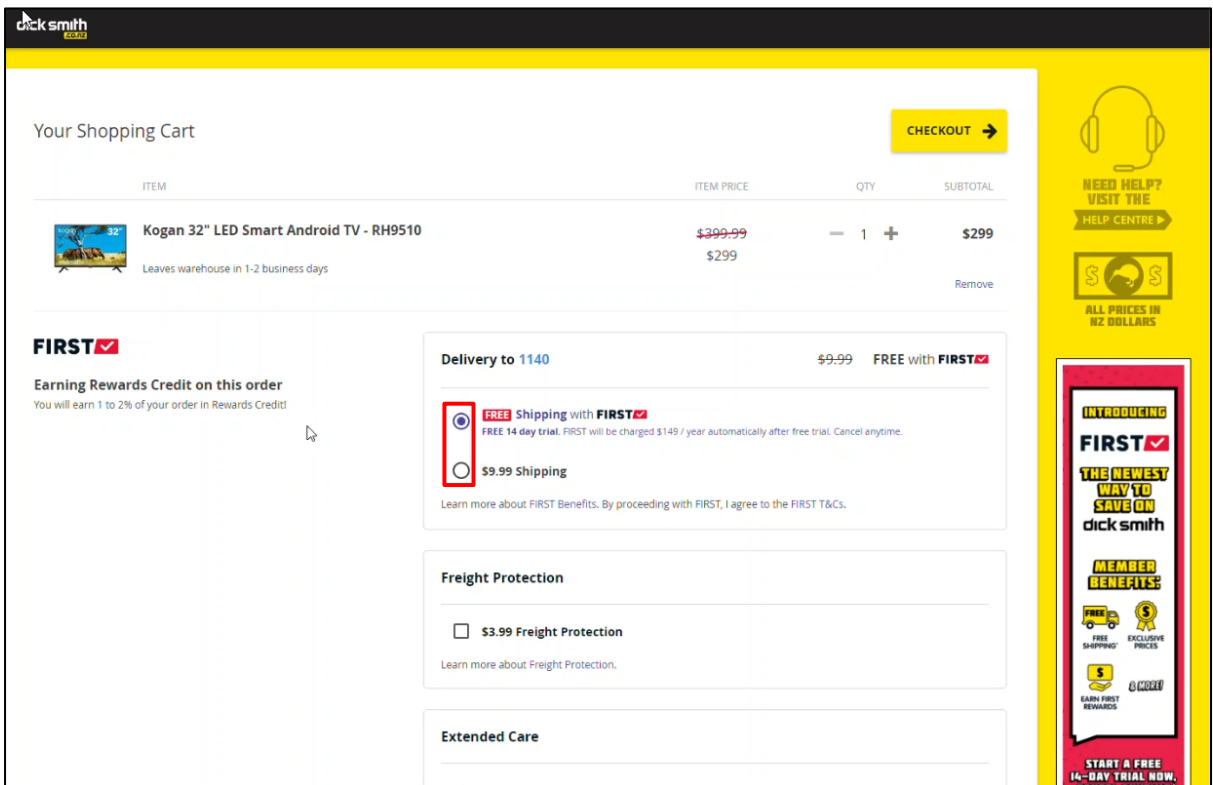 dick smith
.co.nz
Your Shopping Cart
CHECKOUT
ITEM ITEM PRICE QTY SUBTOTAL
kogan 32"
Kogan 32" LED Smart Android TV - RH9510
$399.99 1 $299
$299
Leaves warehouse in 1-2 business days
Remove
FIRST
Earning Rewards Credit on this order
You will earn 1 to 2% of your order in Rewards Credit!
Delivery to 1140 $9.99 FREE with FIRST
FREE Shipping with FIRST
FREE 14 day trial. FIRST will be charged $149 / year automatically after free trial. Cancel anytime.
$9.99 Shipping
Learn more about FIRST Benefits. By proceeding with FIRST, I agree to the FIRST T&Cs.
Freight Protection
$3.99 Freight Protection
Learn more about Freight Protection.
Extended Care
NEED HELP?
VISIT THE
HELP CENTRE
$ $
ALL PRICES IN
NZ DOLLARS
INTRODUCING
FIRST
THE NEWEST
WAY TO
SAVE ON
dick smith
MEMBER
BENEFITS:
FREE $
FREE SHIPPING*
EXCLUSIVE PRICES
$
EARN FIRST REWARDS
& MORE!
START A FREE
14-DAY TRIAL NOW,